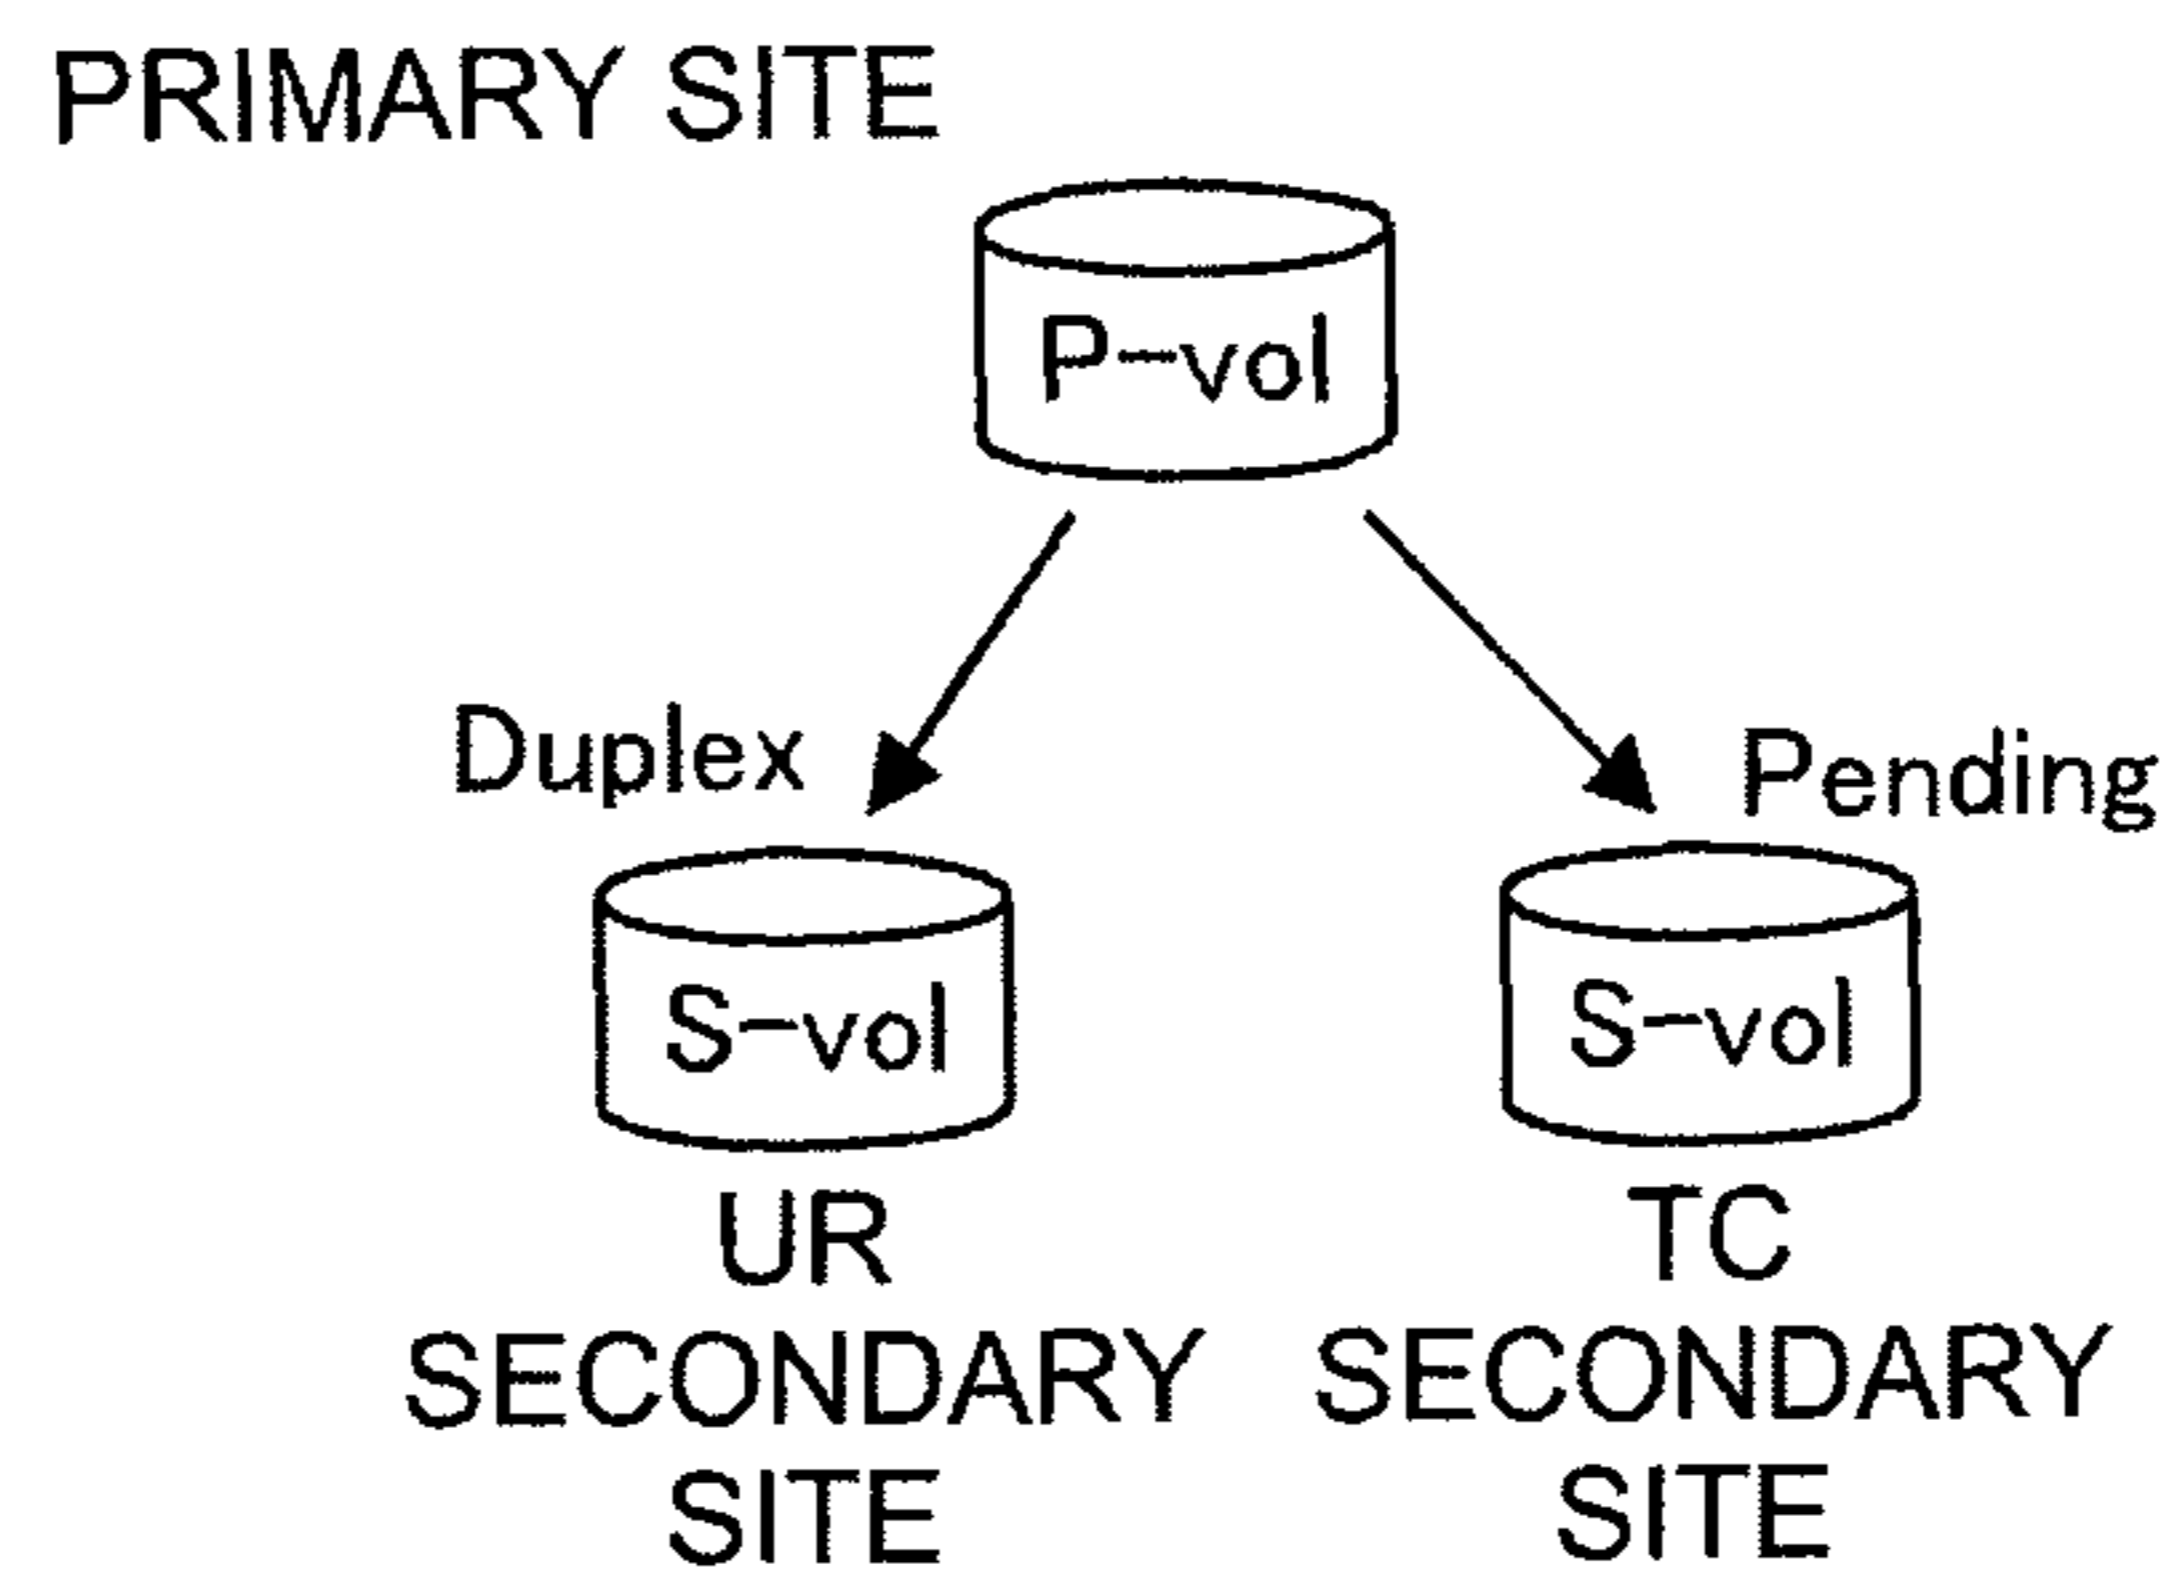 PRIMARY SITE
P-vol
Duplex
Pending
S-vol
S-vol
UR
SECONDARY
SITE
TC
SECONDARY
SITE